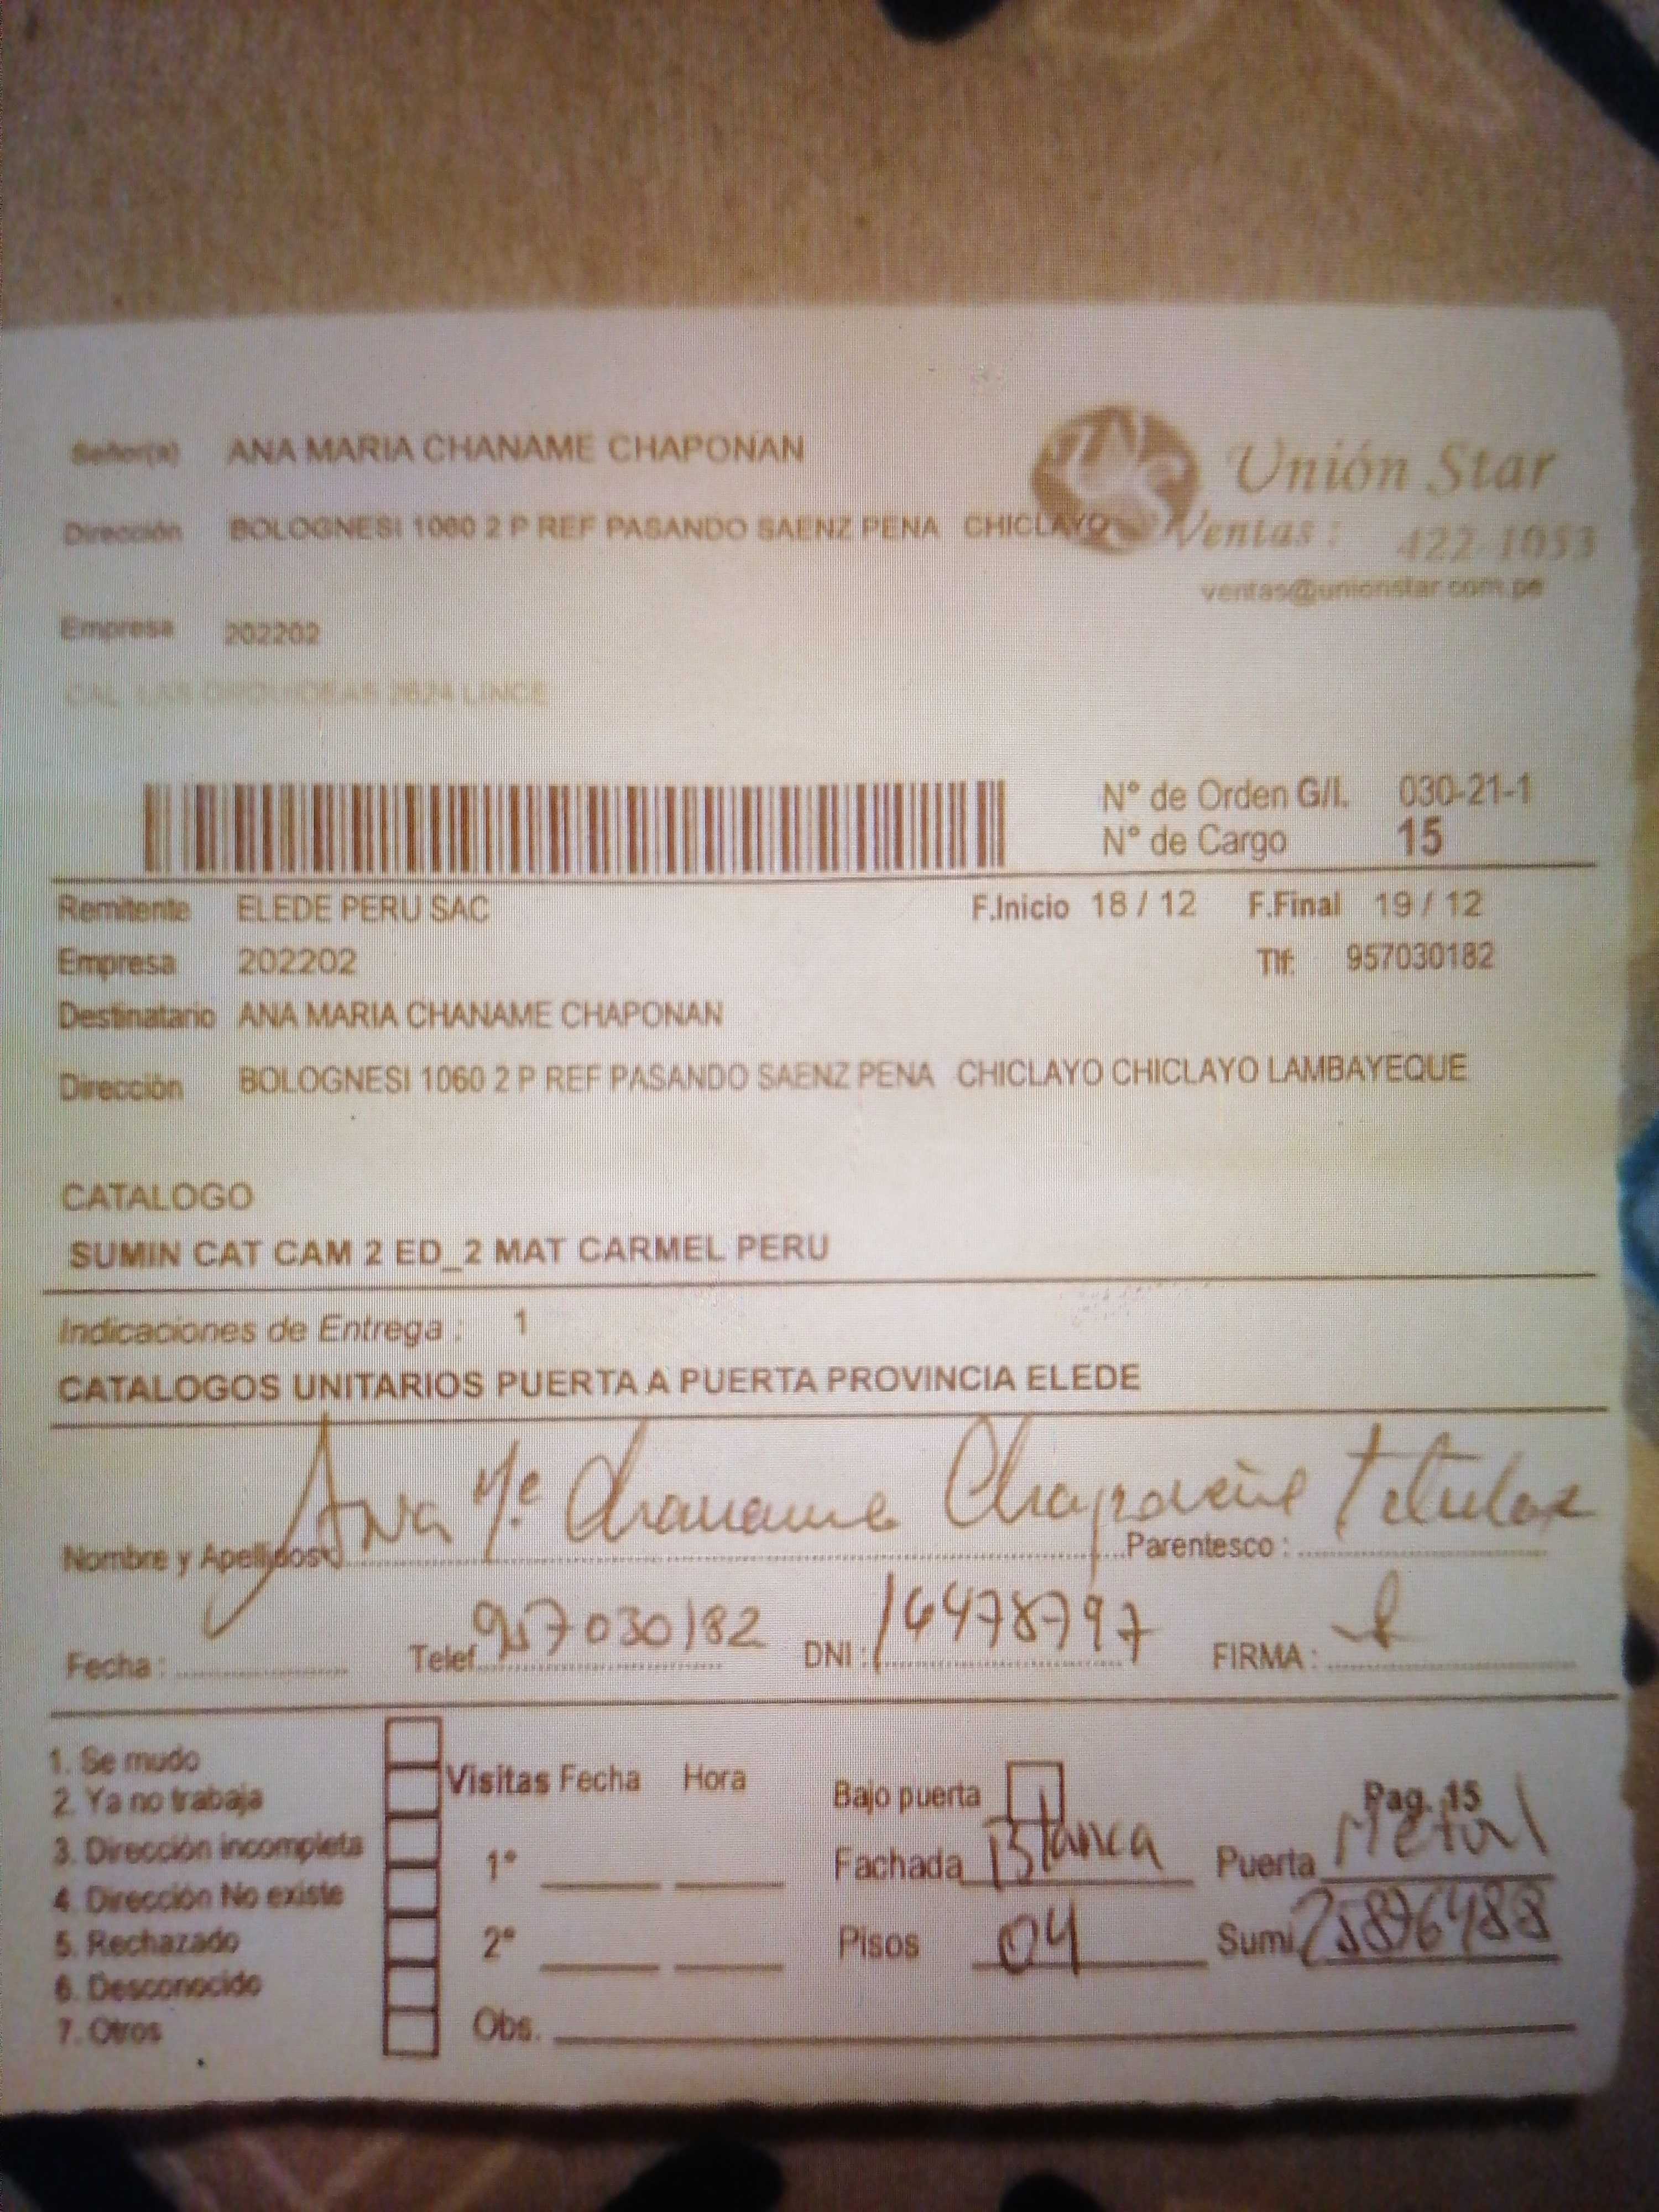 Señor(a) ANA MARIA CHANAME CHAPONAN
Unión Star
Dirección BOLOGNESI 1060 2 P REF PASANDO SAENZ PENA CHICLAYO
Ventas : 422-1053
ventas@unionstar.com.pe
Empresa 202202
CAL LAS ORQUIDEAS 2624 LINCE
N° de Orden G/L 030-21-1
N° de Cargo 15
Remitente ELEDE PERU SAC F.Inicio 18 / 12 F.Final 19 / 12
Empresa 202202 Tlf: 957030182
Destinatario ANA MARIA CHANAME CHAPONAN
Dirección BOLOGNESI 1060 2 P REF PASANDO SAENZ PENA CHICLAYO CHICLAYO LAMBAYEQUE
CATALOGO
SUMIN CAT CAM 2 ED_2 MAT CARMEL PERU
Indicaciones de Entrega : 1
CATALOGOS UNITARIOS PUERTA A PUERTA PROVINCIA ELEDE
Nombre y Apellidos Ana Mª Chaname Parentesco : Titular
Fecha : Telef. 957030182 DNI : 16478797 FIRMA :
1. Se mudo
2. Ya no trabaja
3. Dirección incompleta
4. Dirección No existe
5. Rechazado
6. Desconocido
7. Otros
Visitas Fecha Hora
1°
2°
Obs.
Bajo puerta Pag. 15
Fachada Blanca Puerta Metal
Pisos 04 Sumi 25876488